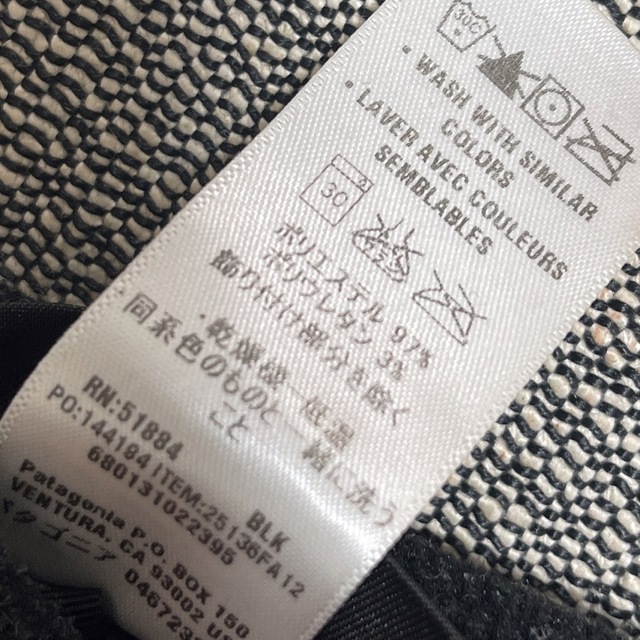 30C
• WASH WITH SIMILAR
COLORS
• LAVER AVEC COULEURS
SEMBLABLES
30
ポリエステル 97%
ポリウレタン 3%
飾り付け部分を除く
・乾燥機 低温
同系色のものと一緒に洗う
こと
RN:51884 BLK
PO:144184 ITEM:25136FA12
680131022395
Patagonia P.O. BOX 150
VENTURA, CA 93002
パタゴニア